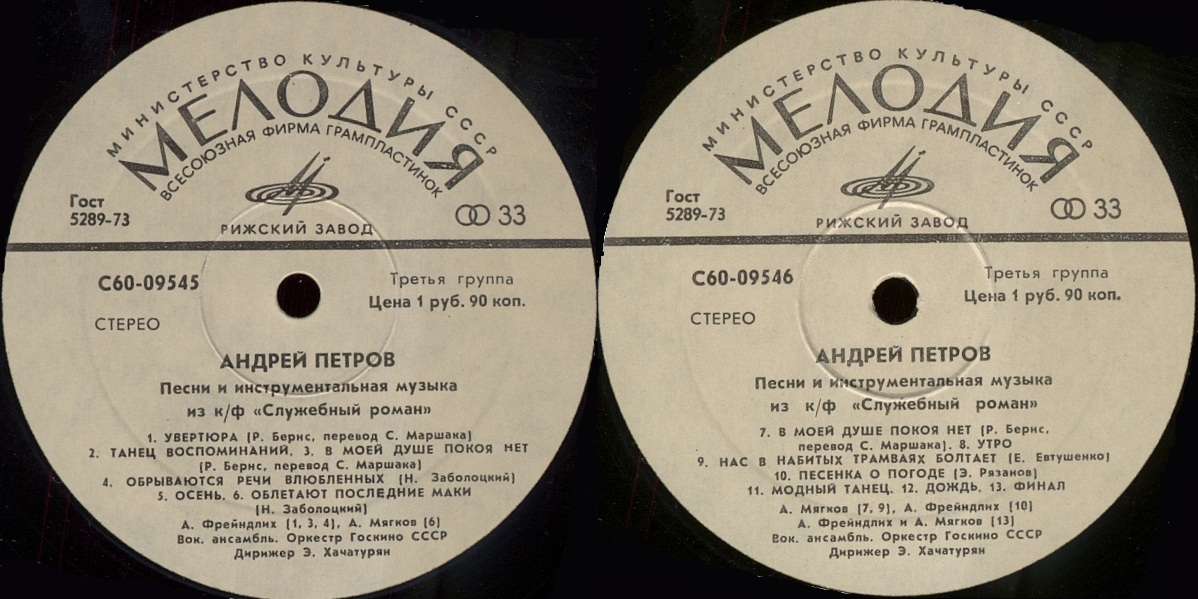 МИНИСТЕРСТВО КУЛЬТУРЫ СССР
МЕЛОДИЯ
ВСЕСОЮЗНАЯ ФИРМА ГРАМПЛАСТИНОК
Гост
5289-73
33
РИЖСКИЙ ЗАВОД
С60-09545
Третья группа
Цена 1 руб. 90 коп.
СТЕРЕО
АНДРЕЙ ПЕТРОВ
Песни и инструментальная музыка
из к/ф «Служебный роман»
1. УВЕРТЮРА (Р. Бернс, перевод С. Маршака)
2. ТАНЕЦ ВОСПОМИНАНИЙ. 3. В МОЕЙ ДУШЕ ПОКОЯ НЕТ
(Р. Бернс, перевод С. Маршака)
4. ОБРЫВАЮТСЯ РЕЧИ ВЛЮБЛЕННЫХ (Н. Заболоцкий)
5. ОСЕНЬ. 6. ОБЛЕТАЮТ ПОСЛЕДНИЕ МАКИ
(Н. Заболоцкий)
А. Фрейндлих (1, 3, 4), А. Мягков (6)
Вок. ансамбль. Оркестр Госкино СССР
Дирижер Э. Хачатурян
МИНИСТЕРСТВО КУЛЬТУРЫ СССР
МЕЛОДИЯ
ВСЕСОЮЗНАЯ ФИРМА ГРАМПЛАСТИНОК
Гост
5289-73
33
РИЖСКИЙ ЗАВОД
С60-09546
Третья группа
Цена 1 руб. 90 коп.
СТЕРЕО
АНДРЕЙ ПЕТРОВ
Песни и инструментальная музыка
из к/ф «Служебный роман»
7. В МОЕЙ ДУШЕ ПОКОЯ НЕТ (Р. Бернс,
перевод С. Маршака). 8. УТРО
9. НАС В НАБИТЫХ ТРАМВАЯХ БОЛТАЕТ (Е. Евтушенко)
10. ПЕСЕНКА О ПОГОДЕ (Э. Рязанов)
11. МОДНЫЙ ТАНЕЦ. 12. ДОЖДЬ. 13. ФИНАЛ
А. Мягков (7, 9), А. Фрейндлих (10)
А. Фрейндлих и А. Мягков (13)
Вок. ансамбль. Оркестр Госкино СССР
Дирижер Э. Хачатурян